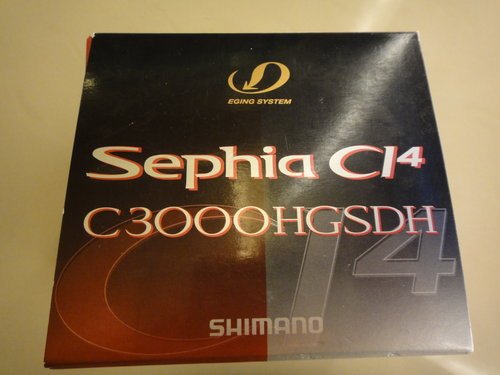 EGING SYSTEM
Sephia CI4
C3000HGSDH
CI4
SHIMANO